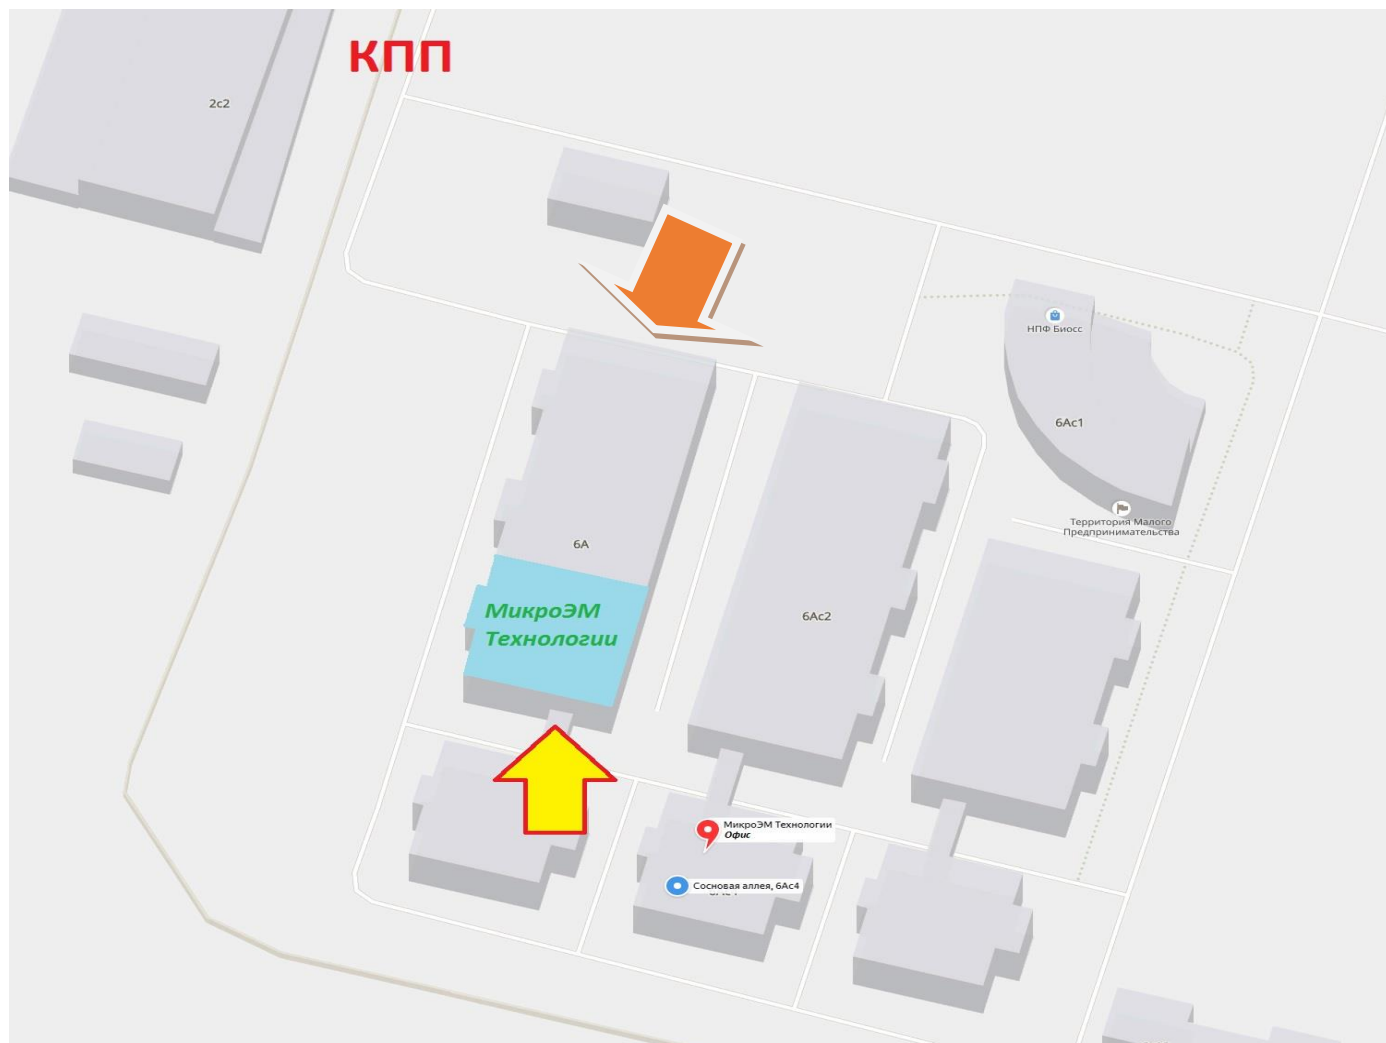 КПП
2с2
НПФ Биосс
6Ас1
Территория Малого
Предпринимательства
6А
МикроЭМ
Технологии
6Ас2
МикроЭМ Технологии
Офис
Сосновая аллея, 6Ас4